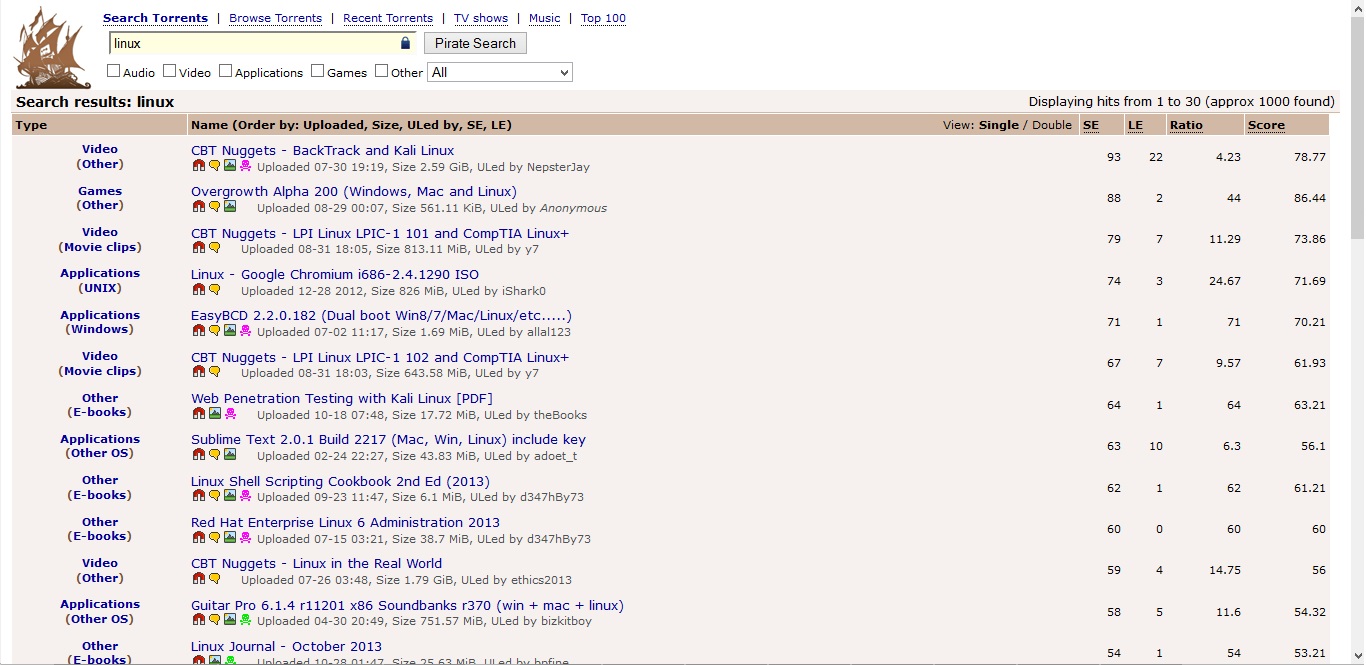 Search Torrents | Browse Torrents | Recent Torrents | TV shows | Music | Top 100
linux Pirate Search
Audio Video Applications Games Other All
Search results: linux Displaying hits from 1 to 30 (approx 1000 found)
Type Name (Order by: Uploaded, Size, ULed by, SE, LE) View: Single / Double SE LE Ratio Score
Video CBT Nuggets - BackTrack and Kali Linux 93 22 4.23 78.77
(Other) Uploaded 07-30 19:19, Size 2.59 GiB, ULed by NepsterJay
Games Overgrowth Alpha 200 (Windows, Mac and Linux) 88 2 44 86.44
(Other) Uploaded 08-29 00:07, Size 561.11 KiB, ULed by Anonymous
Video CBT Nuggets - LPI Linux LPIC-1 101 and CompTIA Linux+ 79 7 11.29 73.86
(Movie clips) Uploaded 08-31 18:05, Size 813.11 MiB, ULed by y7
Applications Linux - Google Chromium i686-2.4.1290 ISO 74 3 24.67 71.69
(UNIX) Uploaded 12-28 2012, Size 826 MiB, ULed by iShark0
Applications EasyBCD 2.2.0.182 (Dual boot Win8/7/Mac/Linux/etc.....) 71 1 71 70.21
(Windows) Uploaded 07-02 11:17, Size 1.69 MiB, ULed by allal123
Video CBT Nuggets - LPI Linux LPIC-1 102 and CompTIA Linux+ 67 7 9.57 61.93
(Movie clips) Uploaded 08-31 18:03, Size 643.58 MiB, ULed by y7
Other Web Penetration Testing with Kali Linux [PDF] 64 1 64 63.21
(E-books) Uploaded 10-18 07:48, Size 17.72 MiB, ULed by theBooks
Applications Sublime Text 2.0.1 Build 2217 (Mac, Win, Linux) include key 63 10 6.3 56.1
(Other OS) Uploaded 02-24 22:27, Size 43.83 MiB, ULed by adoet_t
Other Linux Shell Scripting Cookbook 2nd Ed (2013) 62 1 62 61.21
(E-books) Uploaded 09-23 11:47, Size 6.1 MiB, ULed by d347hBy73
Other Red Hat Enterprise Linux 6 Administration 2013 60 0 60 60
(E-books) Uploaded 07-15 03:21, Size 38.7 MiB, ULed by d347hBy73
Video CBT Nuggets - Linux in the Real World 59 4 14.75 56
(Other) Uploaded 07-26 03:48, Size 1.79 GiB, ULed by ethics2013
Applications Guitar Pro 6.1.4 r11201 x86 Soundbanks r370 (win + mac + linux) 58 5 11.6 54.32
(Other OS) Uploaded 04-30 20:49, Size 751.57 MiB, ULed by bizkitboy
Other Linux Journal - October 2013 54 1 54 53.21
(E-books) Uploaded 10-28 01:47, Size 25.63 MiB, ULed by